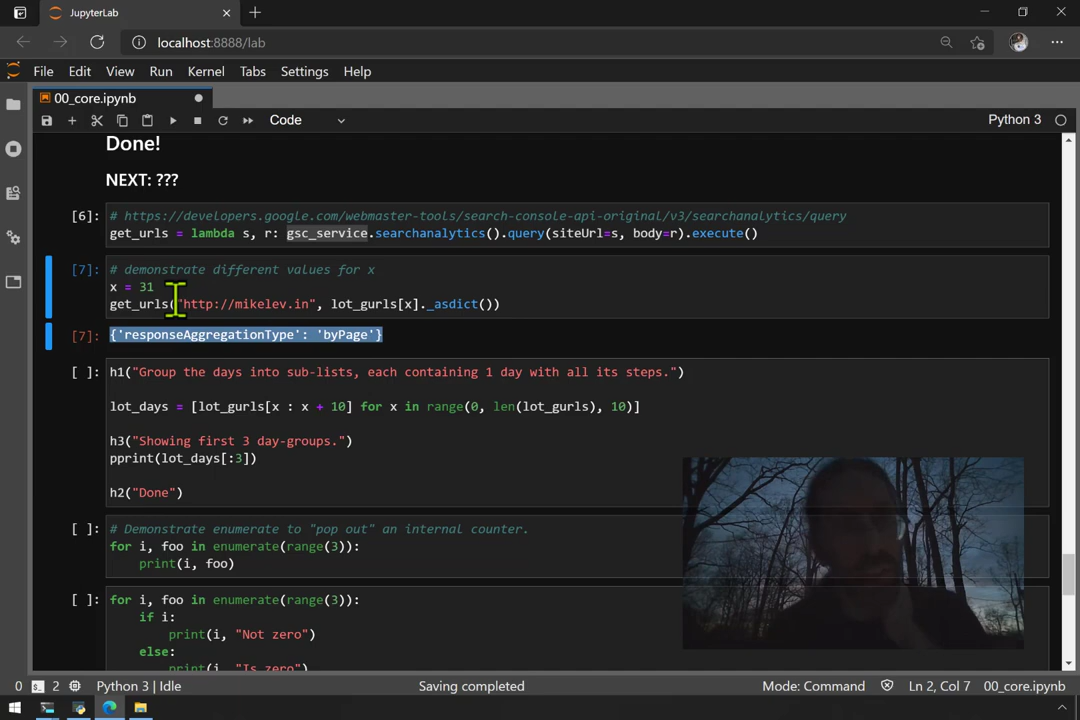 JupyterLab
localhost:8888/lab
File Edit View Run Kernel Tabs Settings Help
00_core.ipynb
Code
Python 3
Done!
NEXT: ???
[6]: # https://developers.google.com/webmaster-tools/search-console-api-original/v3/searchanalytics/query
get_urls = lambda s, r: gsc_service.searchanalytics().query(siteUrl=s, body=r).execute()
[7]: # demonstrate different values for x
x = 31
get_urls("http://mikelev.in", lot_gurls[x]._asdict())
[7]: {'responseAggregationType': 'byPage'}
[ ]: h1("Group the days into sub-lists, each containing 1 day with all its steps.")
lot_days = [lot_gurls[x : x + 10] for x in range(0, len(lot_gurls), 10)]
h3("Showing first 3 day-groups.")
pprint(lot_days[:3])
h2("Done")
[ ]: # Demonstrate enumerate to "pop out" an internal counter.
for i, foo in enumerate(range(3)):
print(i, foo)
[ ]: for i, foo in enumerate(range(3)):
if i:
print(i, "Not zero")
else:
print(i, "Is zero")
0 2 Python 3 | Idle Saving completed Mode: Command Ln 2, Col 7 00_core.ipynb